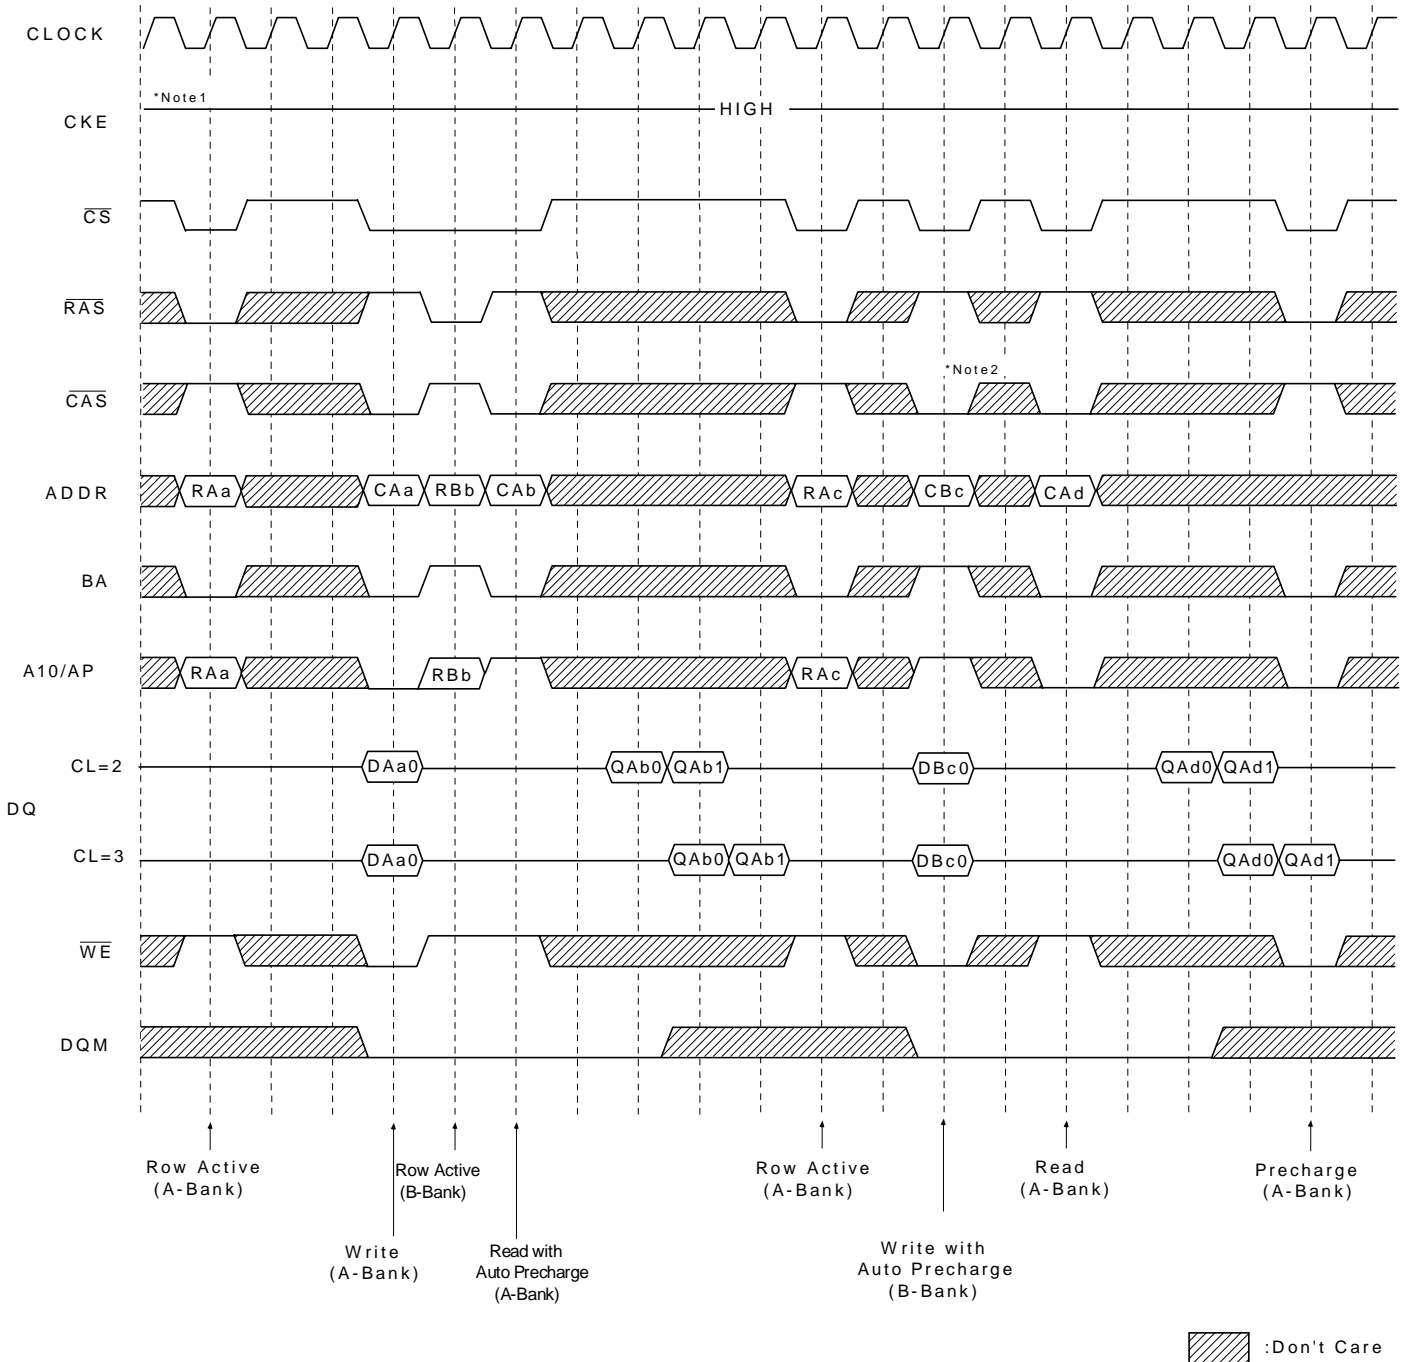 CLOCK
*Note1
CKE
HIGH
CS
RAS
CAS
*Note2
ADDR
RAa CAa RBb CAb RAc CBc CAd
BA
A10/AP
RAa RBb RAc
CL=2
DAa0 QAb0 QAb1 DBc0 QAd0 QAd1
DQ
CL=3
DAa0 QAb0 QAb1 DBc0 QAd0 QAd1
WE
DQM
Row Active
(A-Bank)
Row Active
(B-Bank)
Row Active
(A-Bank)
Read
(A-Bank)
Precharge
(A-Bank)
Write
(A-Bank)
Read with
Auto Precharge
(A-Bank)
Write with
Auto Precharge
(B-Bank)
:Don't Care